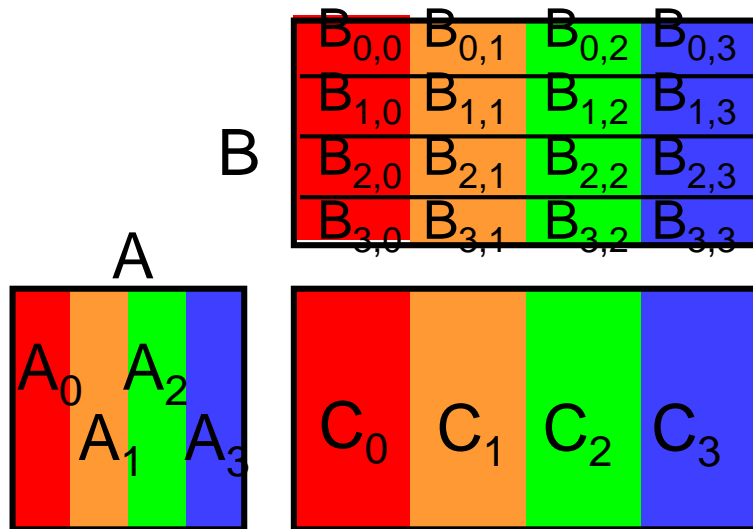 B
B0,0 B0,1 B0,2 B0,3
B1,0 B1,1 B1,2 B1,3
B2,0 B2,1 B2,2 B2,3
B3,0 B3,1 B3,2 B3,3
A
A0 A1 A2 A3
C0 C1 C2 C3